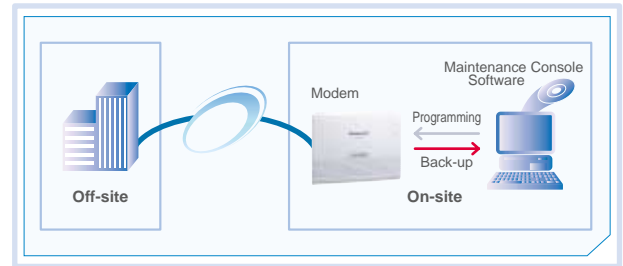 Maintenance Console
Software
Modem
Programming
Back-up
Off-site
On-site